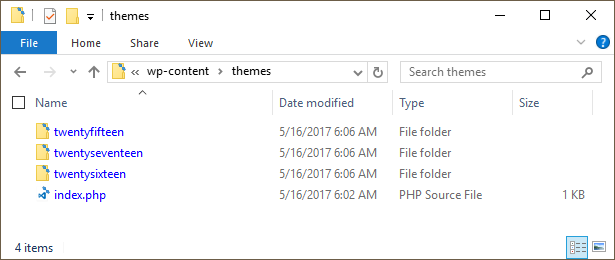 themes
File Home Share View
wp-content themes Search themes
Name Date modified Type Size
twentyfifteen 5/16/2017 6:06 AM File folder
twentyseventeen 5/16/2017 6:06 AM File folder
twentysixteen 5/16/2017 6:06 AM File folder
index.php 5/16/2017 6:02 AM PHP Source File 1 KB
4 items